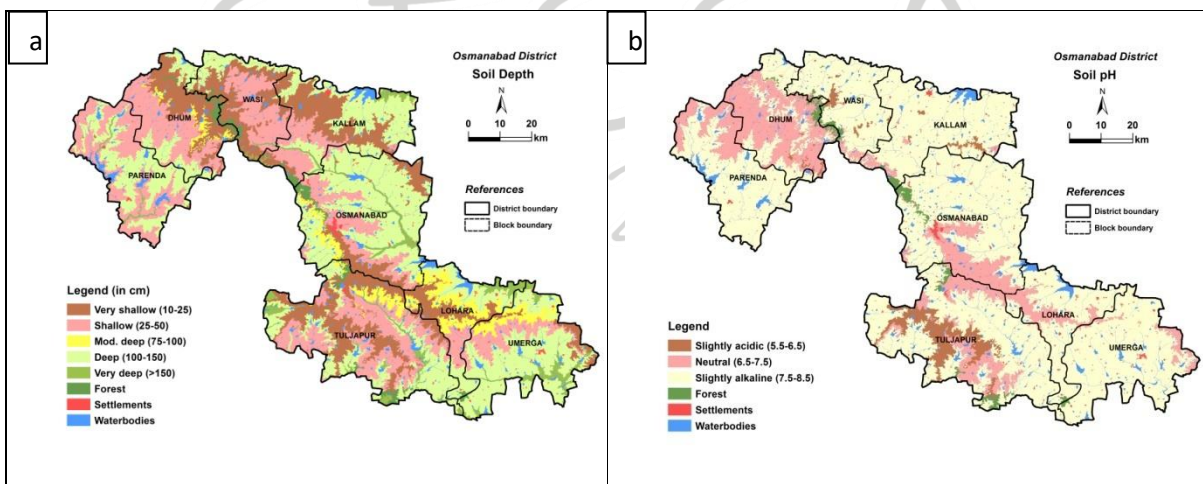 a
Osmanabad District
Soil Depth
N
0 10 20
km
WASI
DHUM
KALLAM
PARENDA
OSMANABAD
References
District boundary
Block boundary
Legend (in cm)
Very shallow (10-25)
Shallow (25-50)
Mod. deep (75-100)
Deep (100-150)
Very deep (>150)
Forest
Settlements
Waterbodies
LOHARA
TULJAPUR
UMERGA
b
Osmanabad District
Soil pH
N
0 10 20
km
WASI
DHUM
KALLAM
PARENDA
OSMANABAD
References
District boundary
Block boundary
Legend
Slightly acidic (5.5-6.5)
Neutral (6.5-7.5)
Slightly alkaline (7.5-8.5)
Forest
Settlements
Waterbodies
LOHARA
TULJAPUR
UMERGA